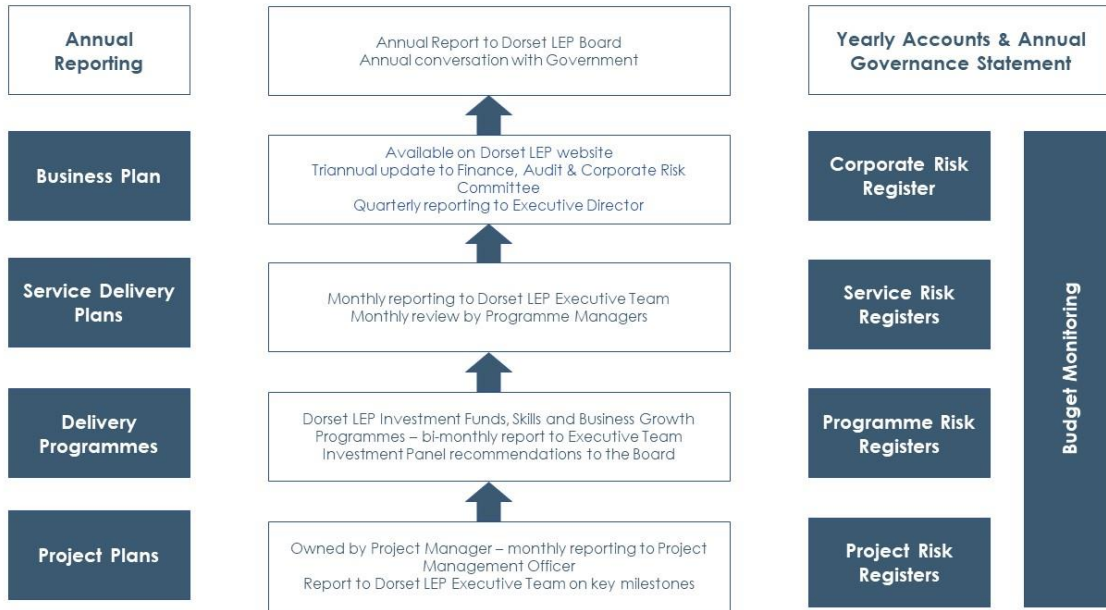 Annual
Reporting
Annual Report to Dorset LEP Board
Annual conversation with Government
Yearly Accounts & Annual
Governance Statement
Business Plan
Available on Dorset LEP website
Triannual update to Finance, Audit & Corporate Risk
Committee
Quarterly reporting to Executive Director
Corporate Risk
Register
Service Delivery
Plans
Monthly reporting to Dorset LEP Executive Team
Monthly review by Programme Managers
Service Risk
Registers
Delivery
Programmes
Dorset LEP Investment Funds, Skills and Business Growth
Programmes – bi-monthly report to Executive Team
Investment Panel recommendations to the Board
Programme Risk
Registers
Project Plans
Owned by Project Manager – monthly reporting to Project
Management Officer
Report to Dorset LEP Executive Team on key milestones
Project Risk
Registers
Budget Monitoring